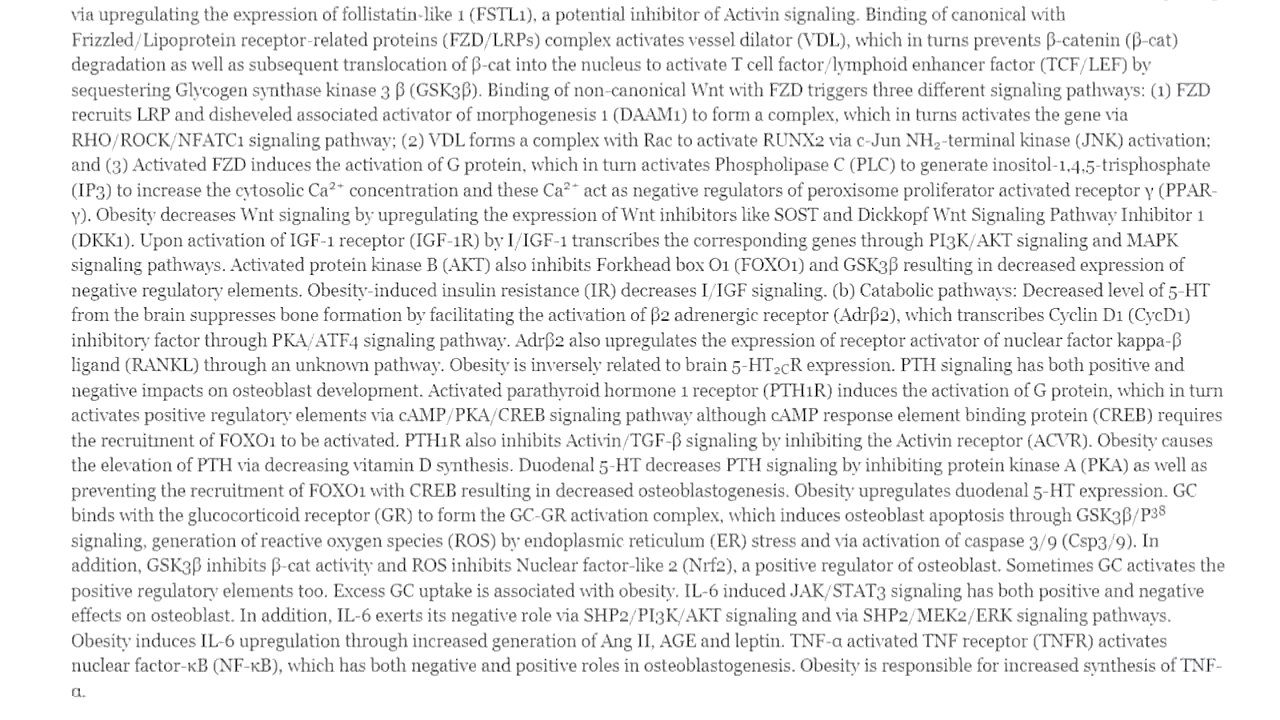 via upregulating the expression of follistatin-like 1 (FSTL1), a potential inhibitor of Activin signaling. Binding of canonical with
Frizzled/Lipoprotein receptor-related proteins (FZD/LRPs) complex activates vessel dilator (VDL), which in turns prevents β-catenin (β-cat)
degradation as well as subsequent translocation of β-cat into the nucleus to activate T cell factor/lymphoid enhancer factor (TCF/LEF) by
sequestering Glycogen synthase kinase 3 β (GSK3β). Binding of non-canonical Wnt with FZD triggers three different signaling pathways: (1) FZD
recruits LRP and disheveled associated activator of morphogenesis 1 (DAAM1) to form a complex, which in turns activates the gene via
RHO/ROCK/NFATC1 signaling pathway; (2) VDL forms a complex with Rac to activate RUNX2 via c-Jun NH₂-terminal kinase (JNK) activation;
and (3) Activated FZD induces the activation of G protein, which in turn activates Phospholipase C (PLC) to generate inositol-1,4,5-trisphosphate
(IP3) to increase the cytosolic Ca²⁺ concentration and these Ca²⁺ act as negative regulators of peroxisome proliferator activated receptor γ (PPAR-
γ). Obesity decreases Wnt signaling by upregulating the expression of Wnt inhibitors like SOST and Dickkopf Wnt Signaling Pathway Inhibitor 1
(DKK1). Upon activation of IGF-1 receptor (IGF-1R) by I/IGF-1 transcribes the corresponding genes through PI3K/AKT signaling and MAPK
signaling pathways. Activated protein kinase B (AKT) also inhibits Forkhead box O1 (FOXO1) and GSK3β resulting in decreased expression of
negative regulatory elements. Obesity-induced insulin resistance (IR) decreases I/IGF signaling. (b) Catabolic pathways: Decreased level of 5-HT
from the brain suppresses bone formation by facilitating the activation of β2 adrenergic receptor (Adrβ2), which transcribes Cyclin D1 (CycD1)
inhibitory factor through PKA/ATF4 signaling pathway. Adrβ2 also upregulates the expression of receptor activator of nuclear factor kappa-β
ligand (RANKL) through an unknown pathway. Obesity is inversely related to brain 5-HT₂CR expression. PTH signaling has both positive and
negative impacts on osteoblast development. Activated parathyroid hormone 1 receptor (PTH1R) induces the activation of G protein, which in turn
activates positive regulatory elements via cAMP/PKA/CREB signaling pathway although cAMP response element binding protein (CREB) requires
the recruitment of FOXO1 to be activated. PTH1R also inhibits Activin/TGF-β signaling by inhibiting the Activin receptor (ACVR). Obesity causes
the elevation of PTH via decreasing vitamin D synthesis. Duodenal 5-HT decreases PTH signaling by inhibiting protein kinase A (PKA) as well as
preventing the recruitment of FOXO1 with CREB resulting in decreased osteoblastogenesis. Obesity upregulates duodenal 5-HT expression. GC
binds with the glucocorticoid receptor (GR) to form the GC-GR activation complex, which induces osteoblast apoptosis through GSK3β/P³⁸
signaling, generation of reactive oxygen species (ROS) by endoplasmic reticulum (ER) stress and via activation of caspase 3/9 (Csp3/9). In
addition, GSK3β inhibits β-cat activity and ROS inhibits Nuclear factor-like 2 (Nrf2), a positive regulator of osteoblast. Sometimes GC activates the
positive regulatory elements too. Excess GC uptake is associated with obesity. IL-6 induced JAK/STAT3 signaling has both positive and negative
effects on osteoblast. In addition, IL-6 exerts its negative role via SHP2/PI3K/AKT signaling and via SHP2/MEK2/ERK signaling pathways.
Obesity induces IL-6 upregulation through increased generation of Ang II, AGE and leptin. TNF-α activated TNF receptor (TNFR) activates
nuclear factor-κB (NF-κB), which has both negative and positive roles in osteoblastogenesis. Obesity is responsible for increased synthesis of TNF-
α.